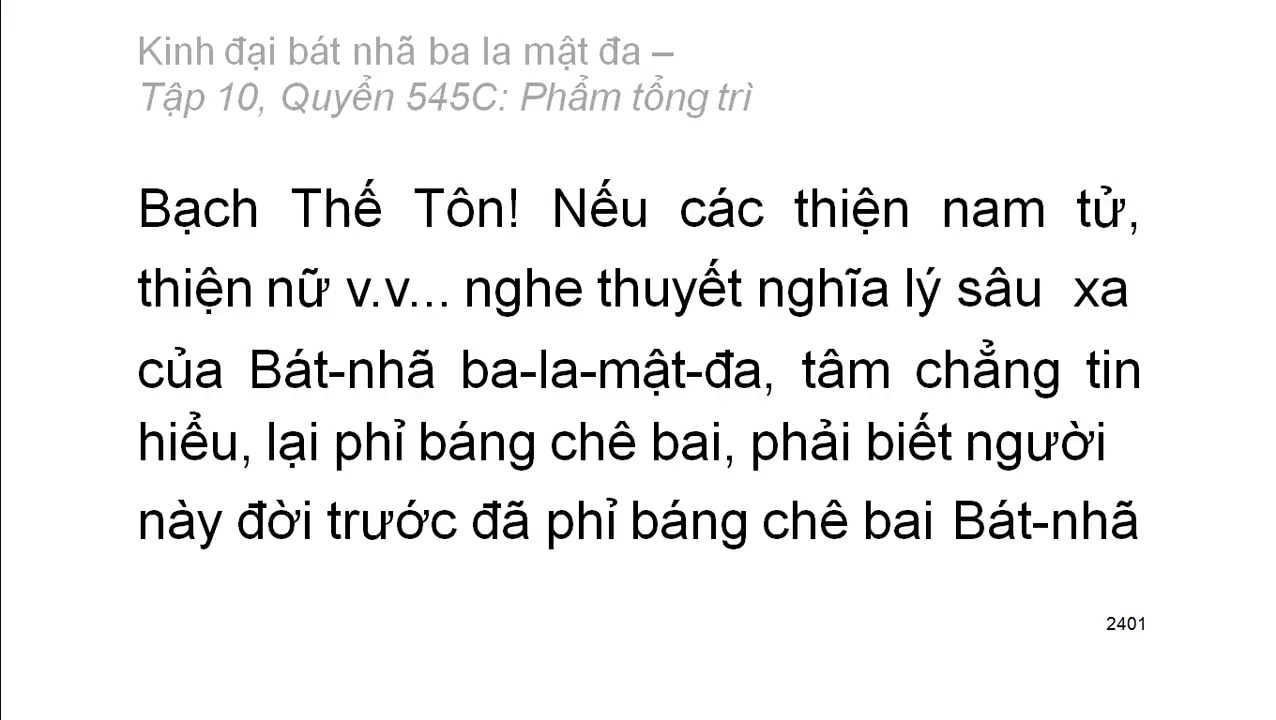 Kinh đại bát nhã ba la mật đa –
Tập 10, Quyển 545C: Phẩm tổng trì
Bạch Thế Tôn! Nếu các thiện nam tử,
thiện nữ v.v... nghe thuyết nghĩa lý sâu xa
của Bát-nhã ba-la-mật-đa, tâm chẳng tin
hiểu, lại phỉ báng chê bai, phải biết người
này đời trước đã phỉ báng chê bai Bát-nhã
2401